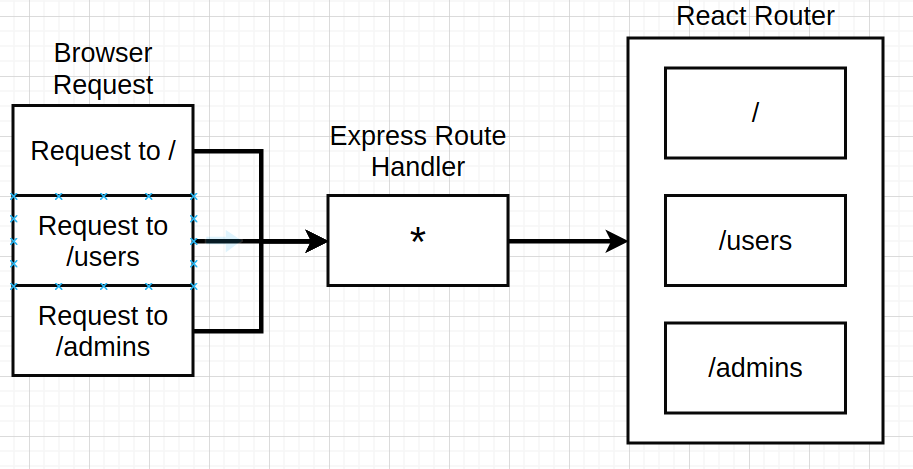 Browser
Request
Request to /
Request to
/users
Request to
/admins
Express Route
Handler
*
React Router
/
/users
/admins